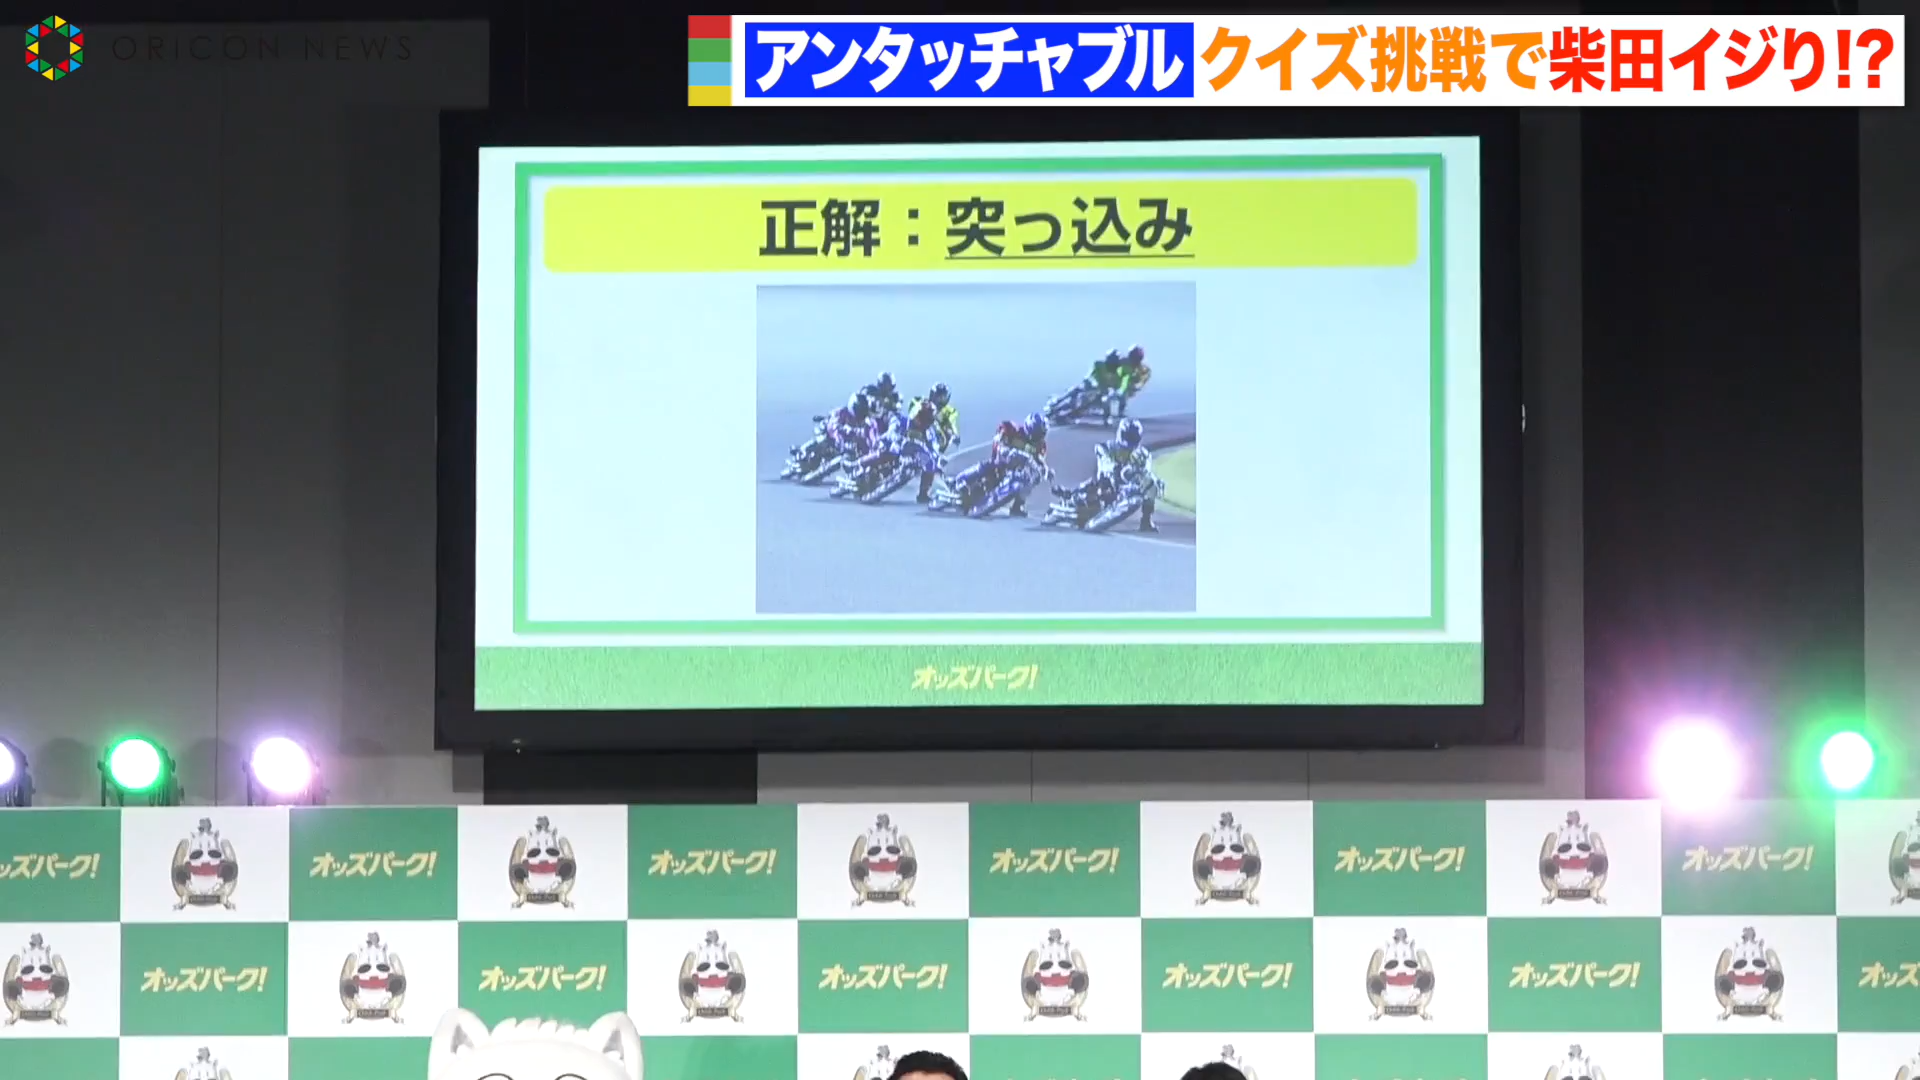 ORICON NEWS
アンタッチャブル クイズ挑戦で柴田イジり!?
正解：突っ込み
オッズパーク!
ッズパーク! オッズパーク! オッズパーク! オッズパーク! オッズパーク! オッズパーク!
オッズパーク! オッズパーク! オッズパーク! オッズパーク! オッズパーク! オッズ